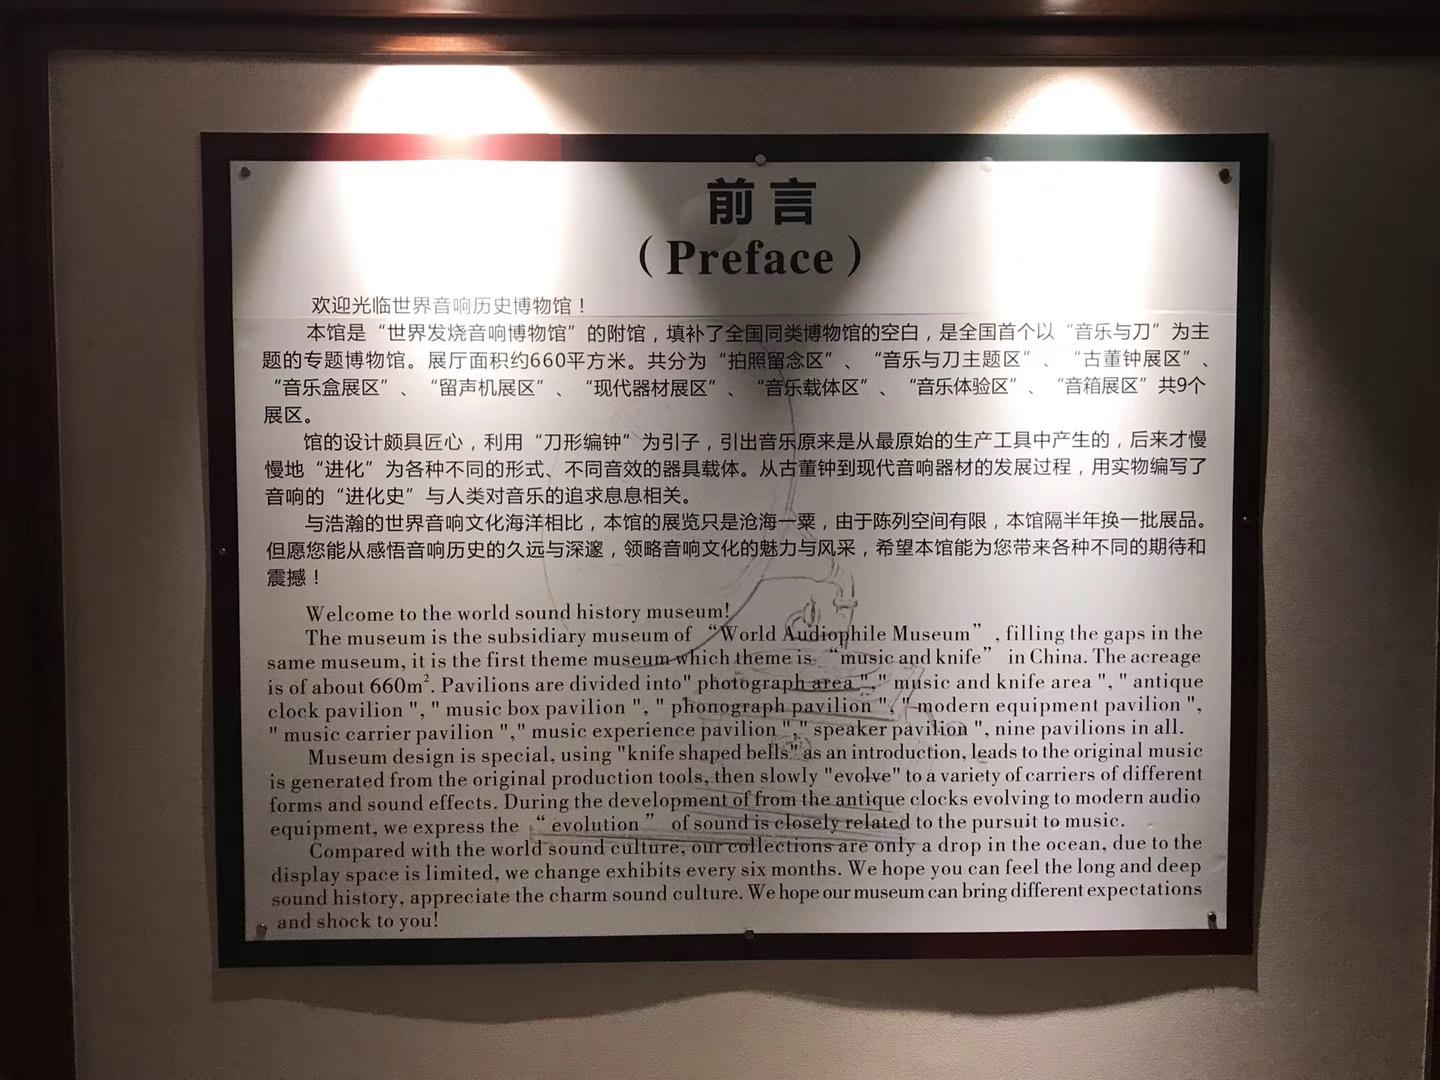 前言
（Preface）
欢迎光临世界音响历史博物馆！
本馆是“世界发烧音响博物馆”的附馆，填补了全国同类博物馆的空白，是全国首个以“音乐与刀”为主
题的专题博物馆。展厅面积约660平方米。共分为“拍照留念区”、“音乐与刀主题区”、“古董钟展区”、
“音乐盒展区”、“留声机展区”、“现代器材展区”、“音乐载体区”、“音乐体验区”、“音箱展区”共9个
展区。
馆的设计颇具匠心，利用“刀形编钟”为引子，引出音乐原来是从最原始的生产工具中产生的，后来才慢
慢地“进化”为各种不同的形式、不同音效的器具载体。从古董钟到现代音响器材的发展过程，用实物编写了
音响的“进化史”与人类对音乐的追求息息相关。
与浩瀚的世界音响文化海洋相比，本馆的展览只是沧海一粟，由于陈列空间有限，本馆隔半年换一批展品。
但愿您能从感悟音响历史的久远与深邃，领略音响文化的魅力与风采，希望本馆能为您带来各种不同的期待和
震撼！
Welcome to the world sound history museum!
The museum is the subsidiary museum of “World Audiophile Museum”, filling the gaps in the
same museum, it is the first theme museum which theme is “music and knife” in China. The acreage
is of about 660m². Pavilions are divided into" photograph area "," music and knife area ", " antique
clock pavilion ", " music box pavilion ", " phonograph pavilion ", " modern equipment pavilion ",
" music carrier pavilion "," music experience pavilion "," speaker pavilion ", nine pavilions in all.
Museum design is special, using "knife shaped bells" as an introduction, leads to the original music
is generated from the original production tools, then slowly "evolve" to a variety of carriers of different
forms and sound effects. During the development of from the antique clocks evolving to modern audio
equipment, we express the “evolution” of sound is closely related to the pursuit to music.
Compared with the world sound culture, our collections are only a drop in the ocean, due to the
display space is limited, we change exhibits every six months. We hope you can feel the long and deep
sound history, appreciate the charm sound culture. We hope our museum can bring different expectations
and shock to you!